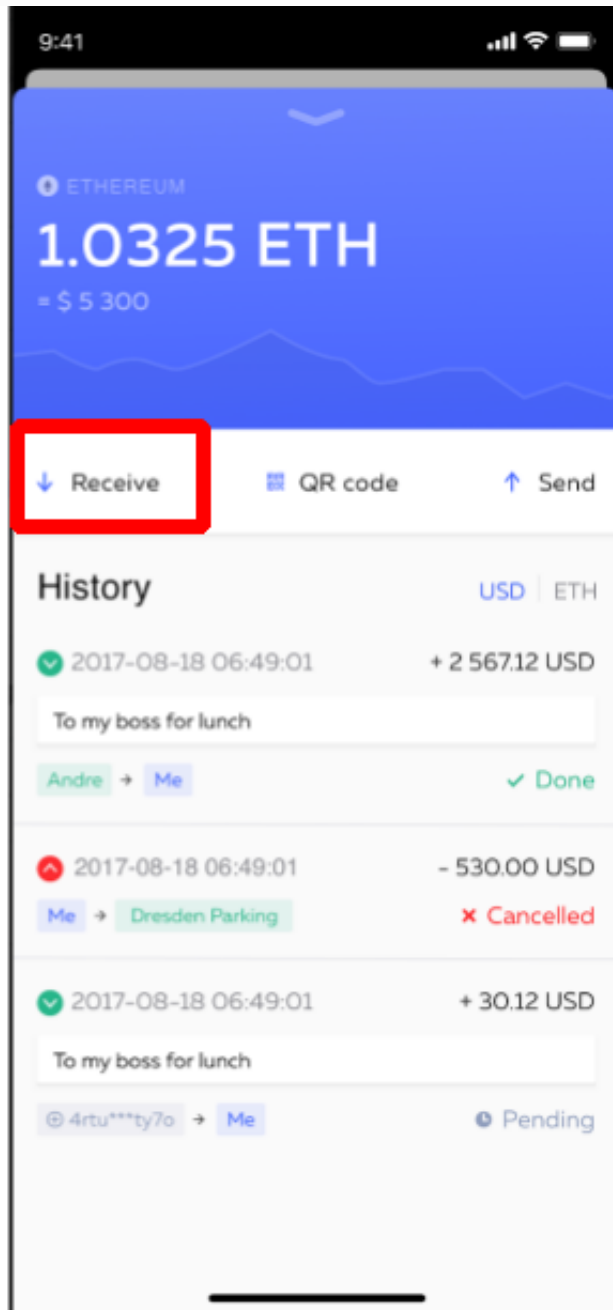 9:41
ETHEREUM
1.0325 ETH
= $ 5 300
Receive QR code Send
History USD ETH
2017-08-18 06:49:01 + 2 567.12 USD
To my boss for lunch
Andre → Me Done
2017-08-18 06:49:01 - 530.00 USD
Me → Dresden Parking Cancelled
2017-08-18 06:49:01 + 30.12 USD
To my boss for lunch
4rtu***ty7o → Me Pending